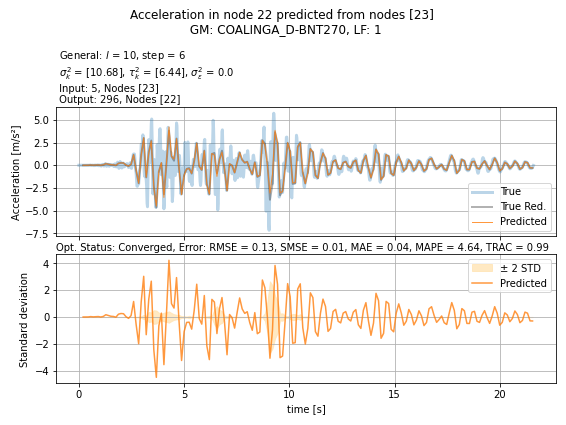 Acceleration in node 22 predicted from nodes [23]
GM: COALINGA_D-BNT270, LF: 1
General: l = 10, step = 6
σ²ₖ = [10.68], τ²ₖ = [6.44], σ²ε = 0.0
Input: 5, Nodes [23]
Output: 296, Nodes [22]
Acceleration [m/s²]
5.0
2.5
0.0
−2.5
−5.0
−7.5
True
True Red.
Predicted
Opt. Status: Converged, Error: RMSE = 0.13, SMSE = 0.01, MAE = 0.04, MAPE = 4.64, TRAC = 0.99
Standard deviation
4
2
0
−2
−4
± 2 STD
Predicted
0 5 10 15 20
time [s]